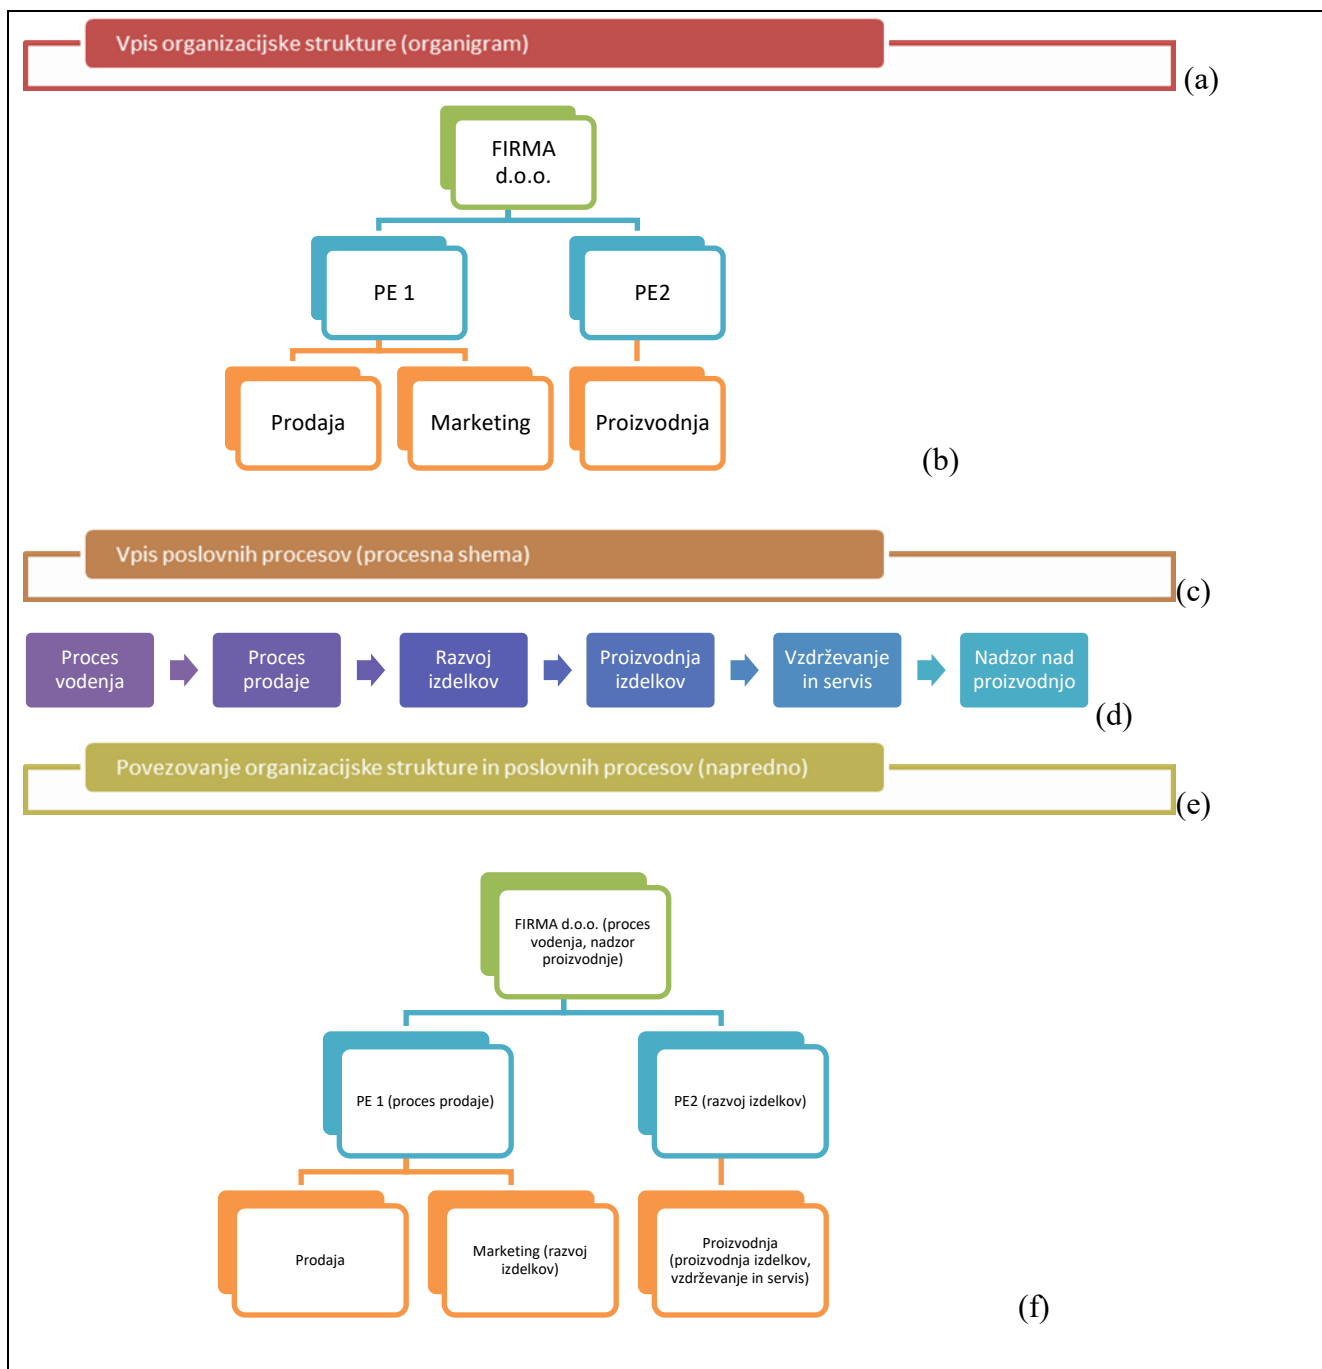 Vpis organizacijske strukture (organigram)
(a)
FIRMA
d.o.o.
PE 1
PE2
Prodaja
Marketing
Proizvodnja
(b)
Vpis poslovnih procesov (procesna shema)
(c)
Proces
vodenja
Proces
prodaje
Razvoj
izdelkov
Proizvodnja
izdelkov
Vzdrževanje
in servis
Nadzor nad
proizvodnjo
(d)
Povezovanje organizacijske strukture in poslovnih procesov (napredno)
(e)
FIRMA d.o.o. (proces
vodenja, nadzor
proizvodnje)
PE 1 (proces prodaje)
PE2 (razvoj izdelkov)
Prodaja
Marketing (razvoj
izdelkov)
Proizvodnja
(proizvodnja izdelkov,
vzdrževanje in servis)
(f)